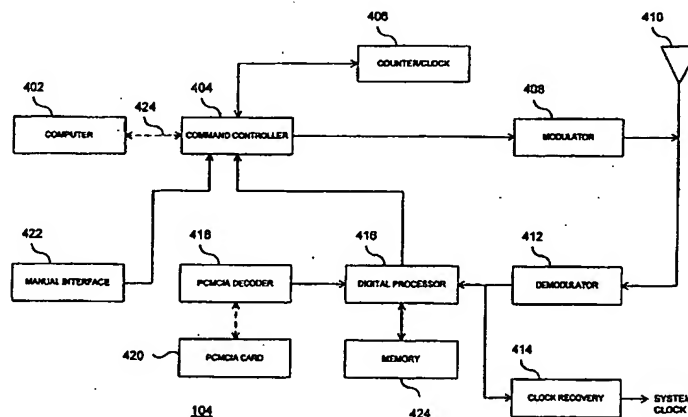 406
410
COUNTER/CLOCK
402
424
404
408
COMPUTER
COMMAND CONTROLLER
MODULATOR
422
418
416
412
MANUAL INTERFACE
PCMCIA DECODER
DIGITAL PROCESSOR
DEMODULATOR
PCMCIA CARD
MEMORY
414
420
CLOCK RECOVERY
SYSTEM
CLOCK
104
424